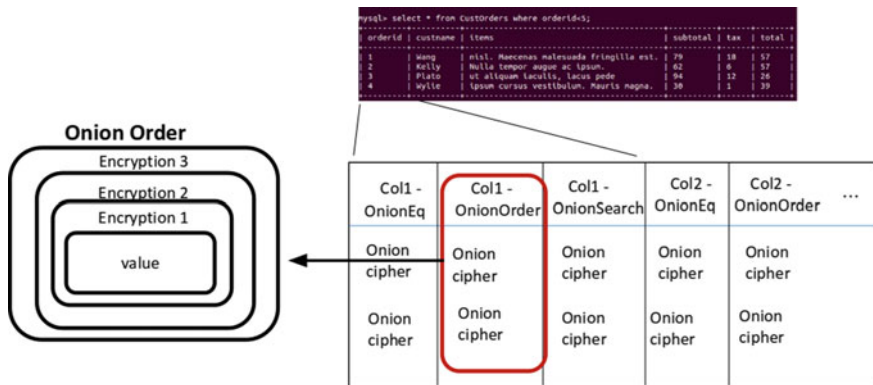 mysql> select * from CustOrders where orderid<5;
| orderid | custname | items | subtotal | tax | total |
| 1 | Wang | nisl. Maecenas malesuada fringilla est. | 79 | 18 | 57 |
| 2 | Kelly | Nulla tempor augue ac ipsum. | 62 | 6 | 57 |
| 3 | Plato | ut aliquam iaculis, lacus pede | 94 | 12 | 26 |
| 4 | Wylie | ipsum cursus vestibulum. Mauris magna. | 30 | 1 | 39 |
Onion Order
Encryption 3
Encryption 2
Encryption 1
value
Col1 - OnionEq
Col1 - OnionOrder
Col1 - OnionSearch
Col2 - OnionEq
Col2 - OnionOrder
...
Onion cipher
Onion cipher
Onion cipher
Onion cipher
Onion cipher
Onion cipher
Onion cipher
Onion cipher
Onion cipher
Onion cipher